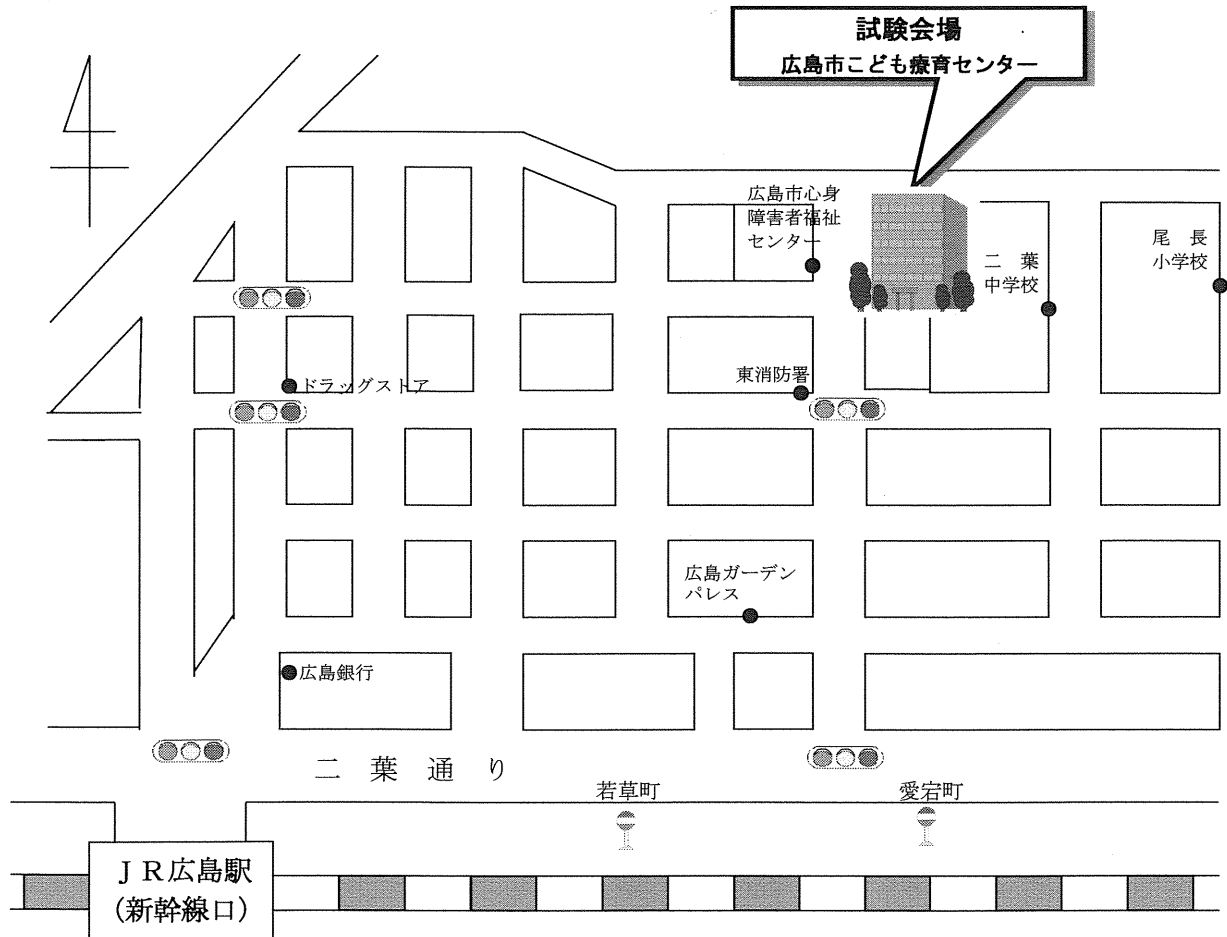 試験会場
広島市こども療育センター
広島市心身
障害者福祉
センター
二葉
中学校
尾長
小学校
ドラッグストア
東消防署
広島ガーデン
パレス
広島銀行
二葉通り
若草町
愛宕町
JR広島駅
(新幹線口)